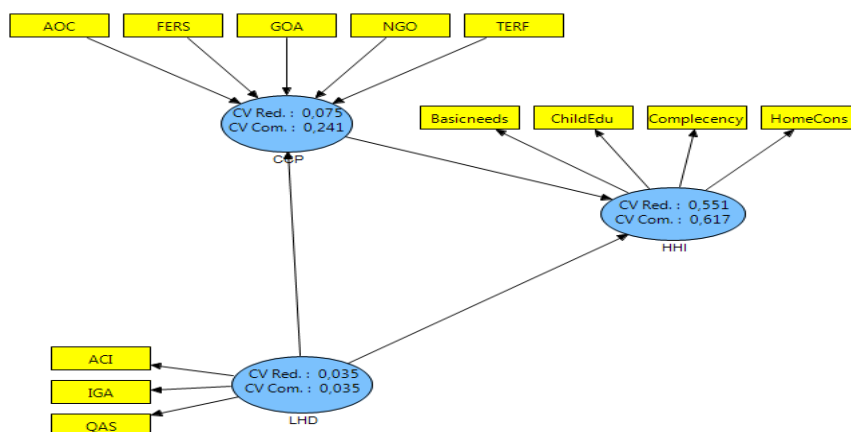 AOC FERS GOA NGO TERF
CV Red. : 0,075
CV Com. : 0,241
CCP
Basicneeds ChildEdu Complecency HomeCons
CV Red. : 0,551
CV Com. : 0,617
HHI
ACI
IGA
QAS
CV Red. : 0,035
CV Com. : 0,035
LHD